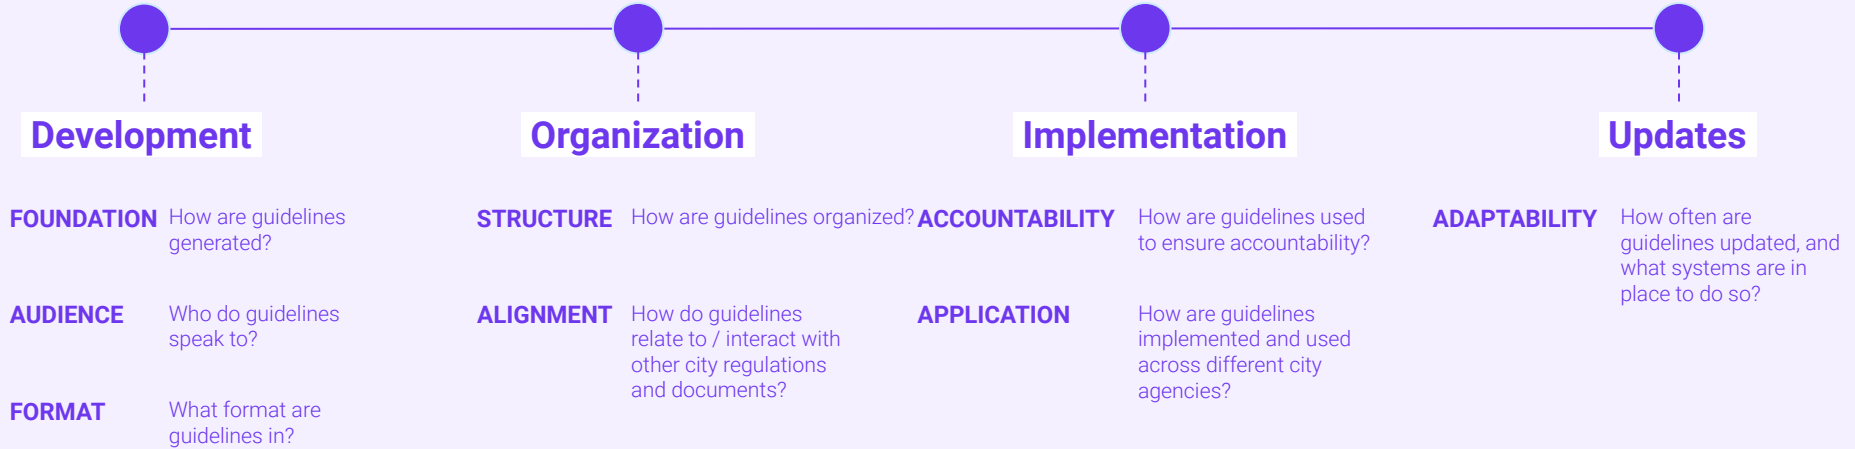 Development
FOUNDATION How are guidelines
generated?
AUDIENCE Who do guidelines
speak to?
FORMAT What format are
guidelines in?
Organization
STRUCTURE How are guidelines organized?
ALIGNMENT How do guidelines
relate to / interact with
other city regulations
and documents?
Implementation
ACCOUNTABILITY How are guidelines used
to ensure accountability?
APPLICATION How are guidelines
implemented and used
across different city
agencies?
Updates
ADAPTABILITY How often are
guidelines updated, and
what systems are in
place to do so?